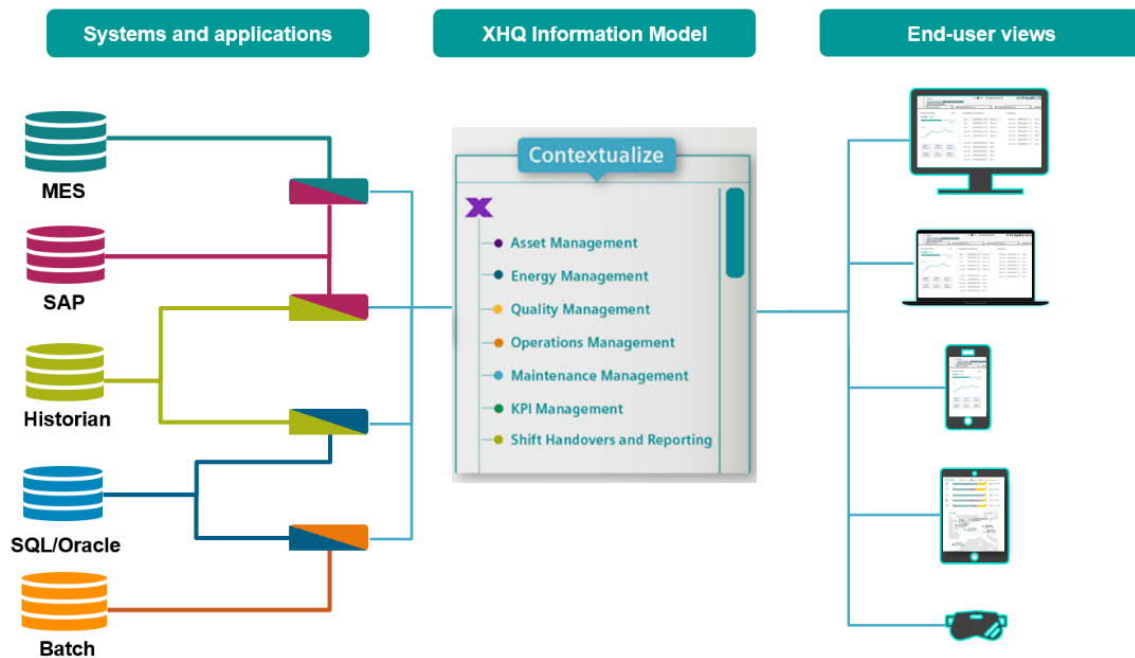 Systems and applications
XHQ Information Model
End-user views
MES
SAP
Historian
SQL/Oracle
Batch
Contextualize
Asset Management
Energy Management
Quality Management
Operations Management
Maintenance Management
KPI Management
Shift Handovers and Reporting